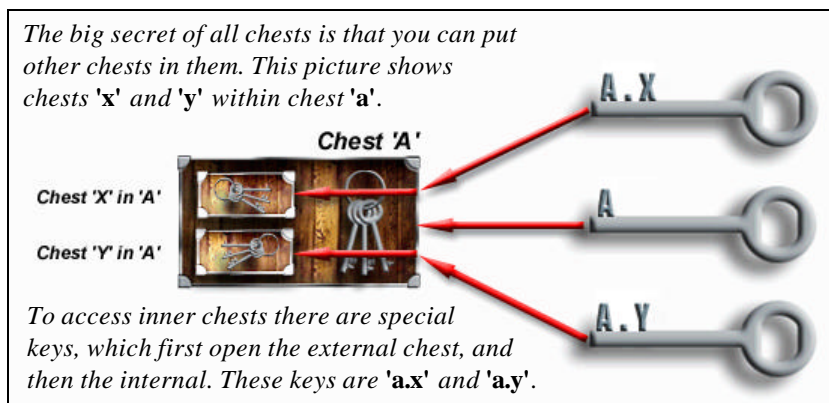 The big secret of all chests is that you can put
other chests in them. This picture shows
chests 'x' and 'y' within chest 'a'.
A.X
Chest 'A'
Chest 'X' in 'A'
A
Chest 'Y' in 'A'
A.Y
To access inner chests there are special
keys, which first open the external chest, and
then the internal. These keys are 'a.x' and 'a.y'.